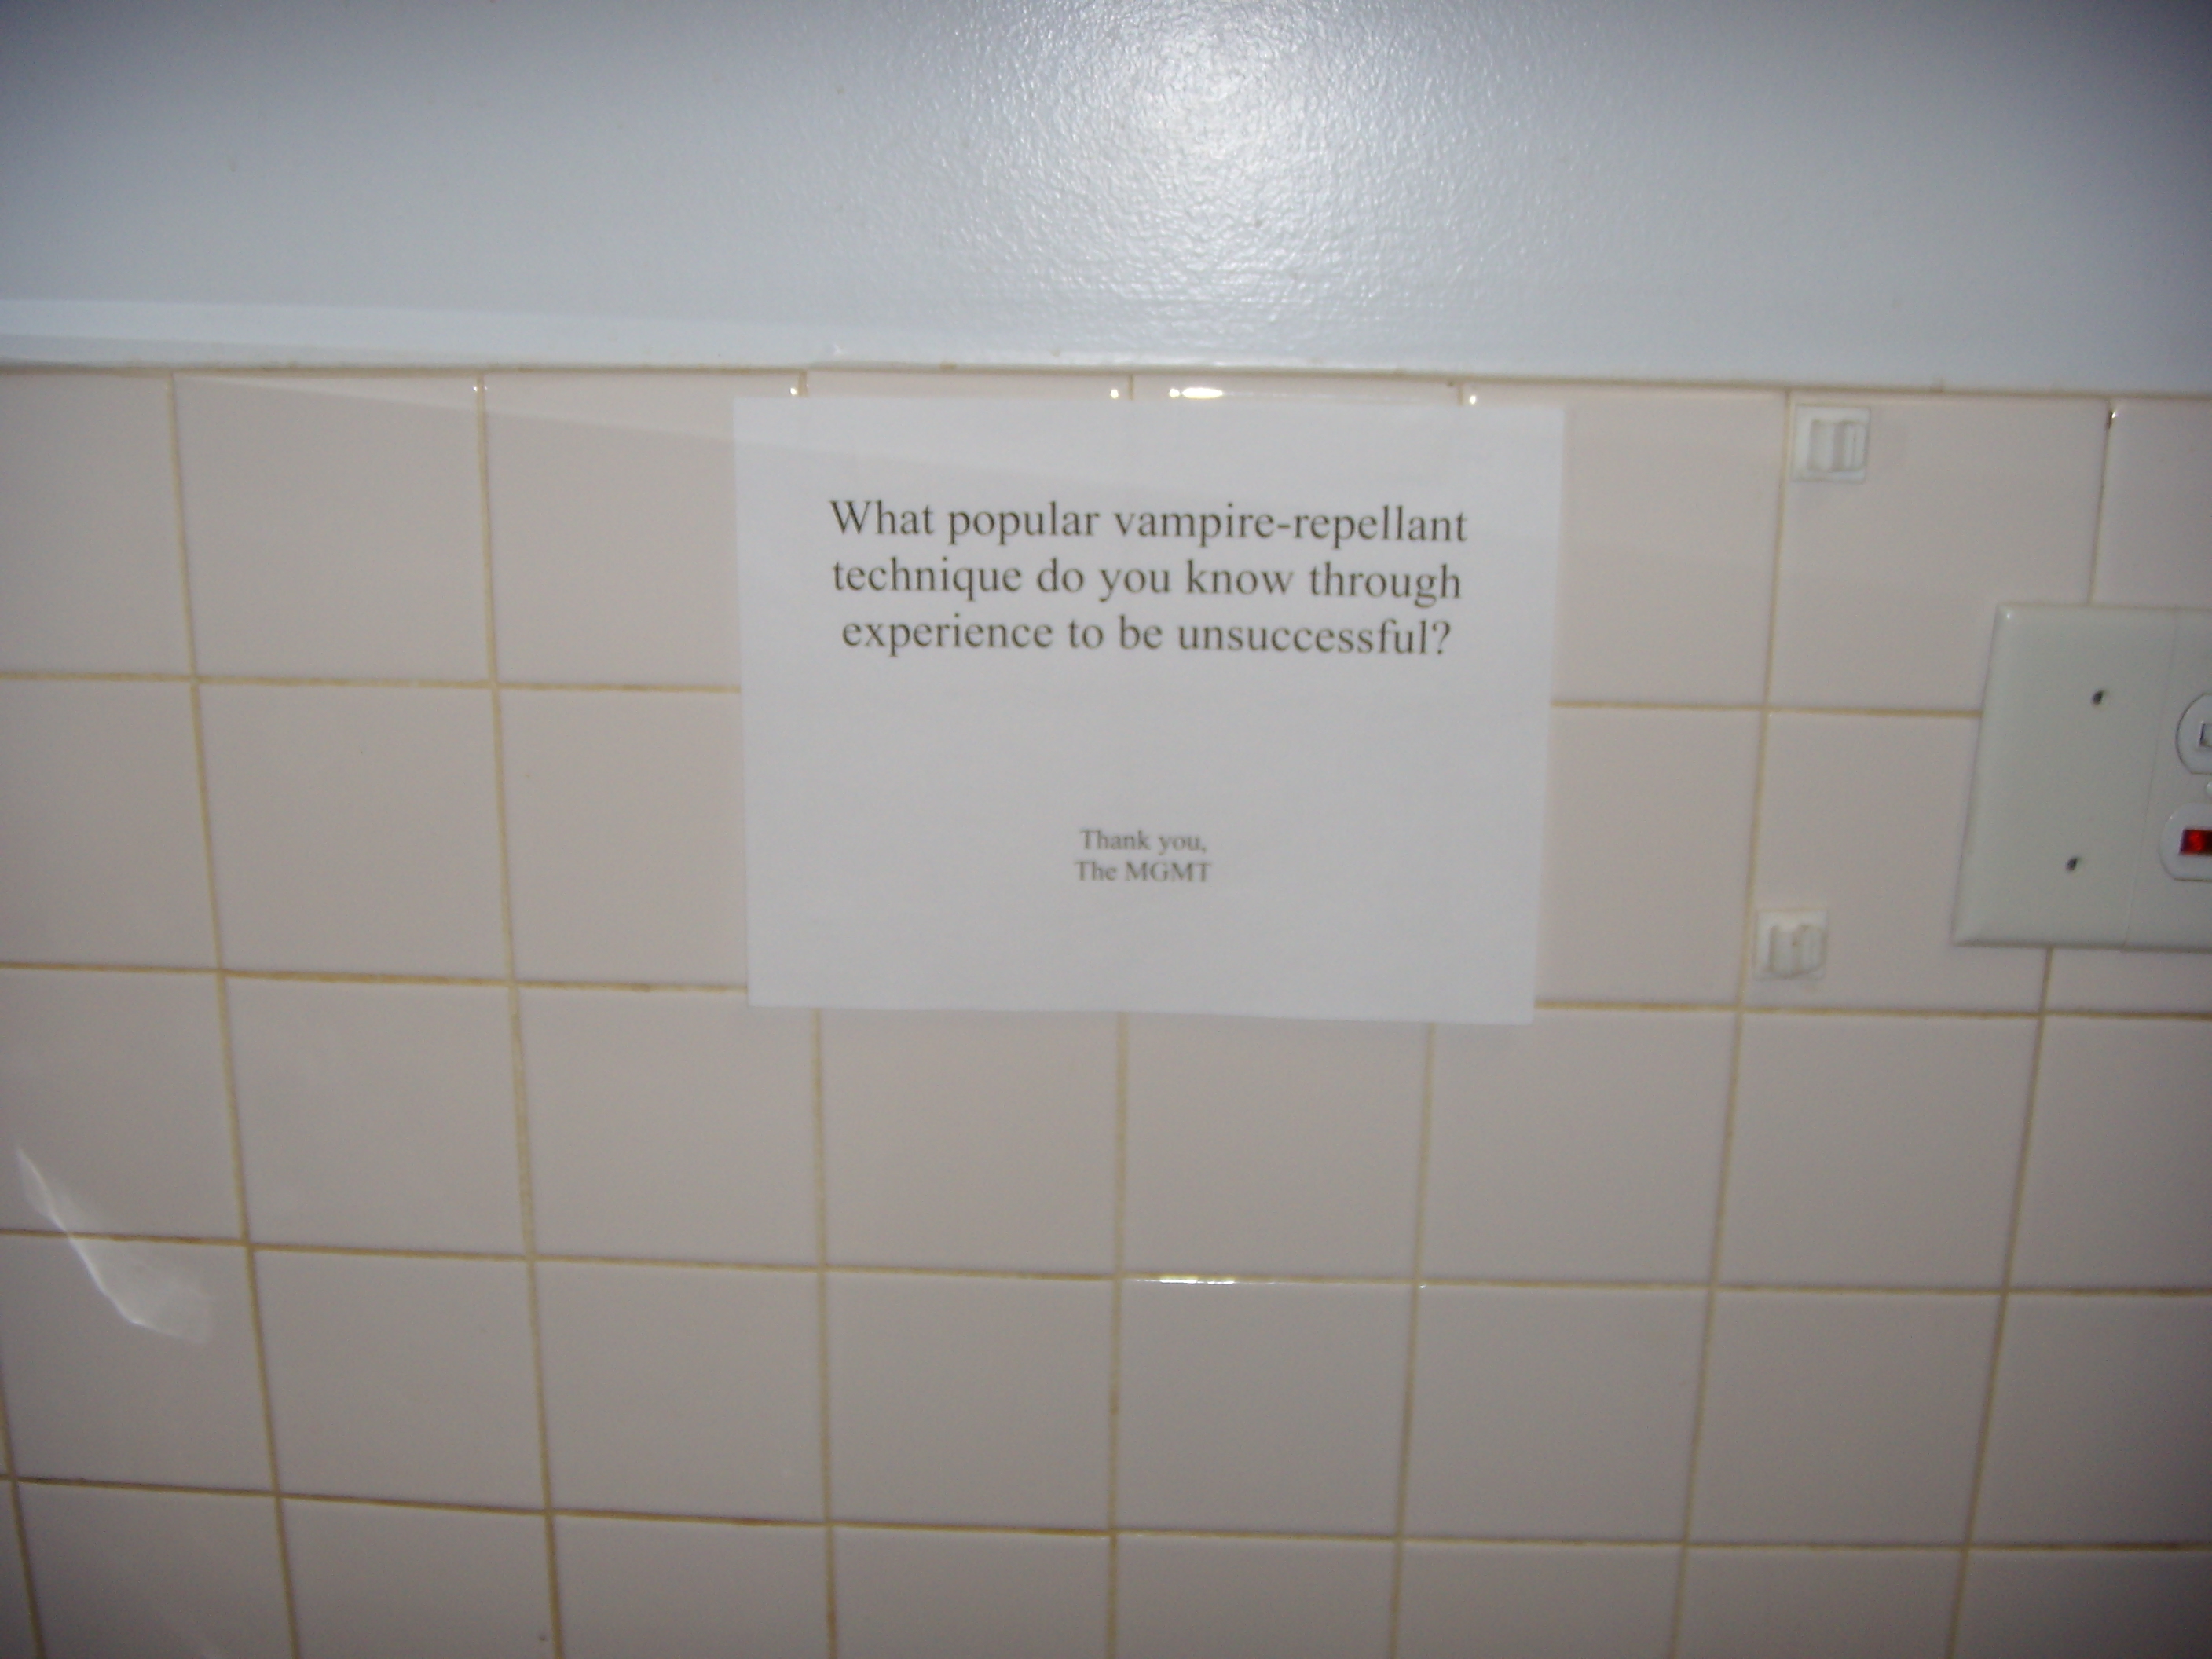 What popular vampire-repellant
technique do you know through
experience to be unsuccessful?
Thank you,
The MGMT